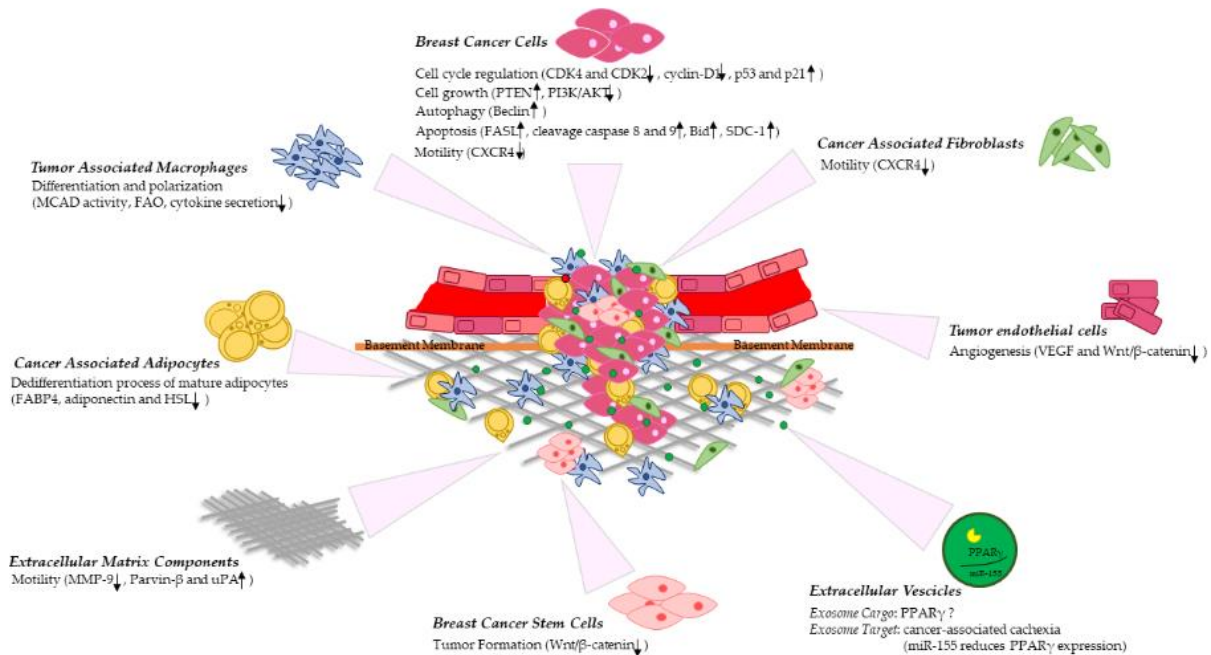 Breast Cancer Cells
Cell cycle regulation (CDK4 and CDK2↓, cyclin-D1↓, p53 and p21↑)
Cell growth (PTEN↑, PI3K/AKT↓)
Autophagy (Beclin↑)
Apoptosis (FASL↑, cleavage caspase 8 and 9↑, Bid↑, SDC-1↑)
Motility (CXCR4↓)
Tumor Associated Macrophages
Differentiation and polarization
(MCAD activity, FAO, cytokine secretion↓)
Cancer Associated Fibroblasts
Motility (CXCR4↓)
Cancer Associated Adipocytes
Dedifferentiation process of mature adipocytes
(FABP4, adiponectin and HSL↓)
Basement Membrane
Basement Membrane
Tumor endothelial cells
Angiogenesis (VEGF and Wnt/β-catenin↓)
Extracellular Matrix Components
Motility (MMP-9↓, Parvin-β and uPA↑)
Breast Cancer Stem Cells
Tumor Formation (Wnt/β-catenin↓)
PPARγ
miR-155
Extracellular Vesicles
Exosome Cargo: PPARγ ?
Exosome Target: cancer-associated cachexia
(miR-155 reduces PPARγ expression)